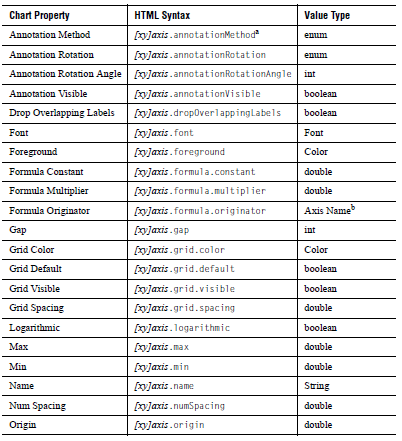 Chart Property HTML Syntax Value Type
Annotation Method [xy]axis.annotationMethodᵃ enum
Annotation Rotation [xy]axis.annotationRotation enum
Annotation Rotation Angle [xy]axis.annotationRotationAngle int
Annotation Visible [xy]axis.annotationVisible boolean
Drop Overlapping Labels [xy]axis.dropOverlappingLabels boolean
Font [xy]axis.font Font
Foreground [xy]axis.foreground Color
Formula Constant [xy]axis.formula.constant double
Formula Multiplier [xy]axis.formula.multiplier double
Formula Originator [xy]axis.formula.originator Axis Nameᵇ
Gap [xy]axis.gap int
Grid Color [xy]axis.grid.color Color
Grid Default [xy]axis.grid.default boolean
Grid Visible [xy]axis.grid.visible boolean
Grid Spacing [xy]axis.grid.spacing double
Logarithmic [xy]axis.logarithmic boolean
Max [xy]axis.max double
Min [xy]axis.min double
Name [xy]axis.name String
Num Spacing [xy]axis.numSpacing double
Origin [xy]axis.origin double